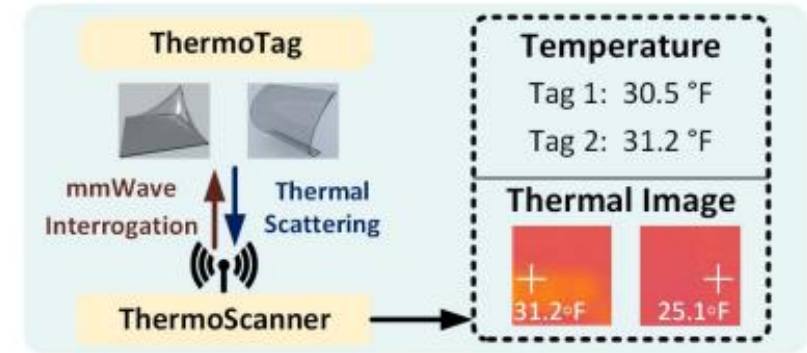 ThermoTag
mmWave
Interrogation
Thermal
Scattering
ThermoScanner
Temperature
Tag 1: 30.5 °F
Tag 2: 31.2 °F
Thermal Image
31.2°F
25.1°F